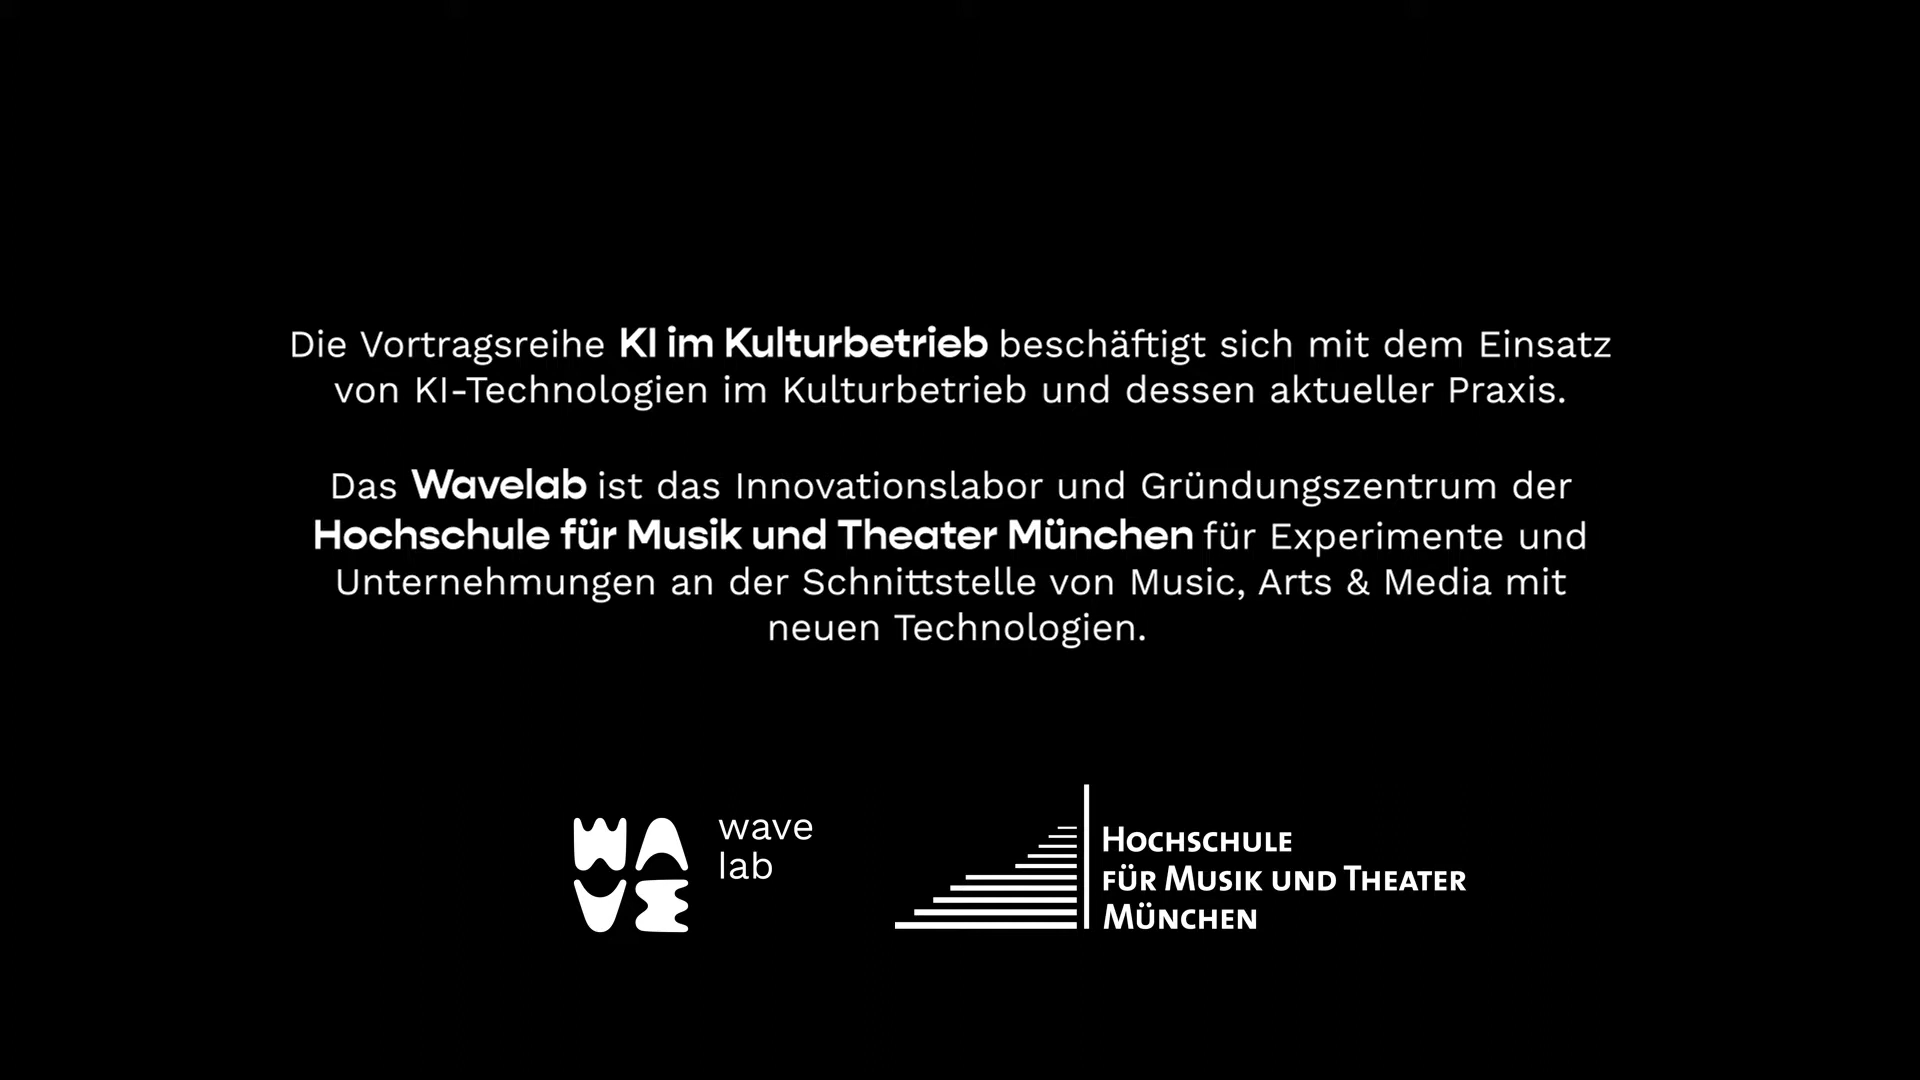 Die Vortragsreihe KI im Kulturbetrieb beschäftigt sich mit dem Einsatz
von KI-Technologien im Kulturbetrieb und dessen aktueller Praxis.
Das Wavelab ist das Innovationslabor und Gründungszentrum der
Hochschule für Musik und Theater München für Experimente und
Unternehmungen an der Schnittstelle von Music, Arts & Media mit
neuen Technologien.
WA
VE
wave
lab
HOCHSCHULE
FÜR MUSIK UND THEATER
MÜNCHEN